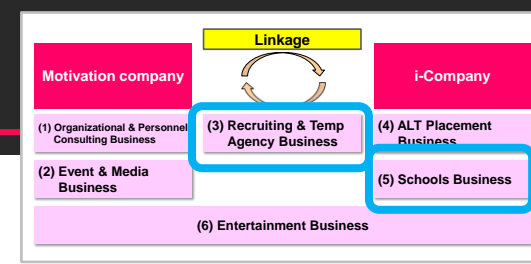 Linkage
Motivation company
i-Company
(1) Organizational & Personnel
Consulting Business
(3) Recruiting & Temp
Agency Business
(4) ALT Placement
Business
(2) Event & Media
Business
(5) Schools Business
(6) Entertainment Business